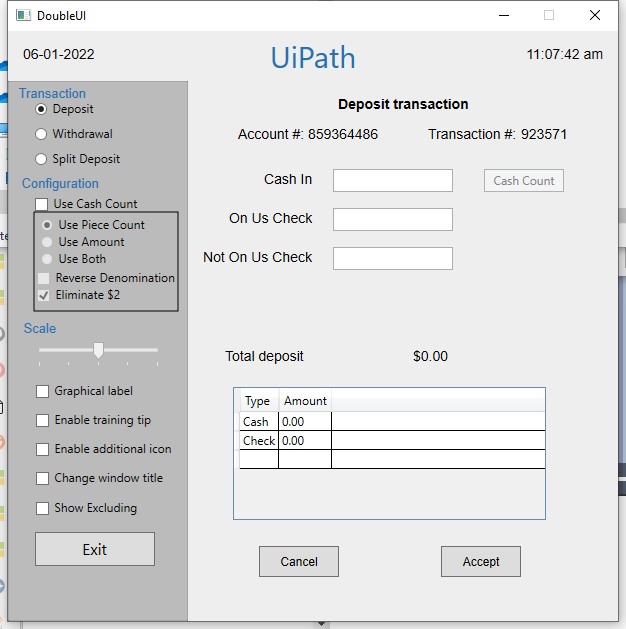 DoubleUI
06-01-2022
UiPath
11:07:42 am
Transaction
Deposit
Withdrawal
Split Deposit
Configuration
Use Cash Count
Use Piece Count
Use Amount
Use Both
Reverse Denomination
Eliminate $2
Scale
Graphical label
Enable training tip
Enable additional icon
Change window title
Show Excluding
Exit
Deposit transaction
Account #: 859364486 Transaction #: 923571
Cash In
Cash Count
On Us Check
Not On Us Check
Total deposit $0.00
Type Amount
Cash 0.00
Check 0.00
Cancel Accept